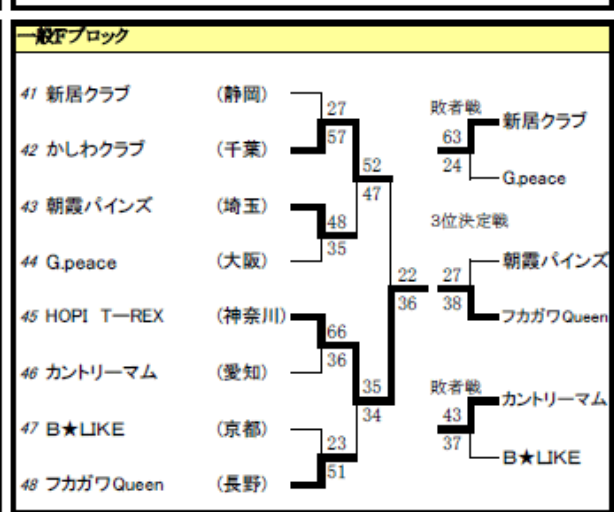 一般Fブロック
41 新居クラブ (静岡)
42 かしわクラブ (千葉)
43 朝霞パインズ (埼玉)
44 G.peace (大阪)
45 HOPI T-REX (神奈川)
46 カントリーマム (愛知)
47 B★LIKE (京都)
48 フカガワQueen (長野)
27
57
48
35
66
36
23
51
52
47
35
34
22
36
敗者戦
63 新居クラブ
24 G.peace
3位決定戦
27 朝霞パインズ
38 フカガワQueen
敗者戦
43 カントリーマム
37 B★LIKE